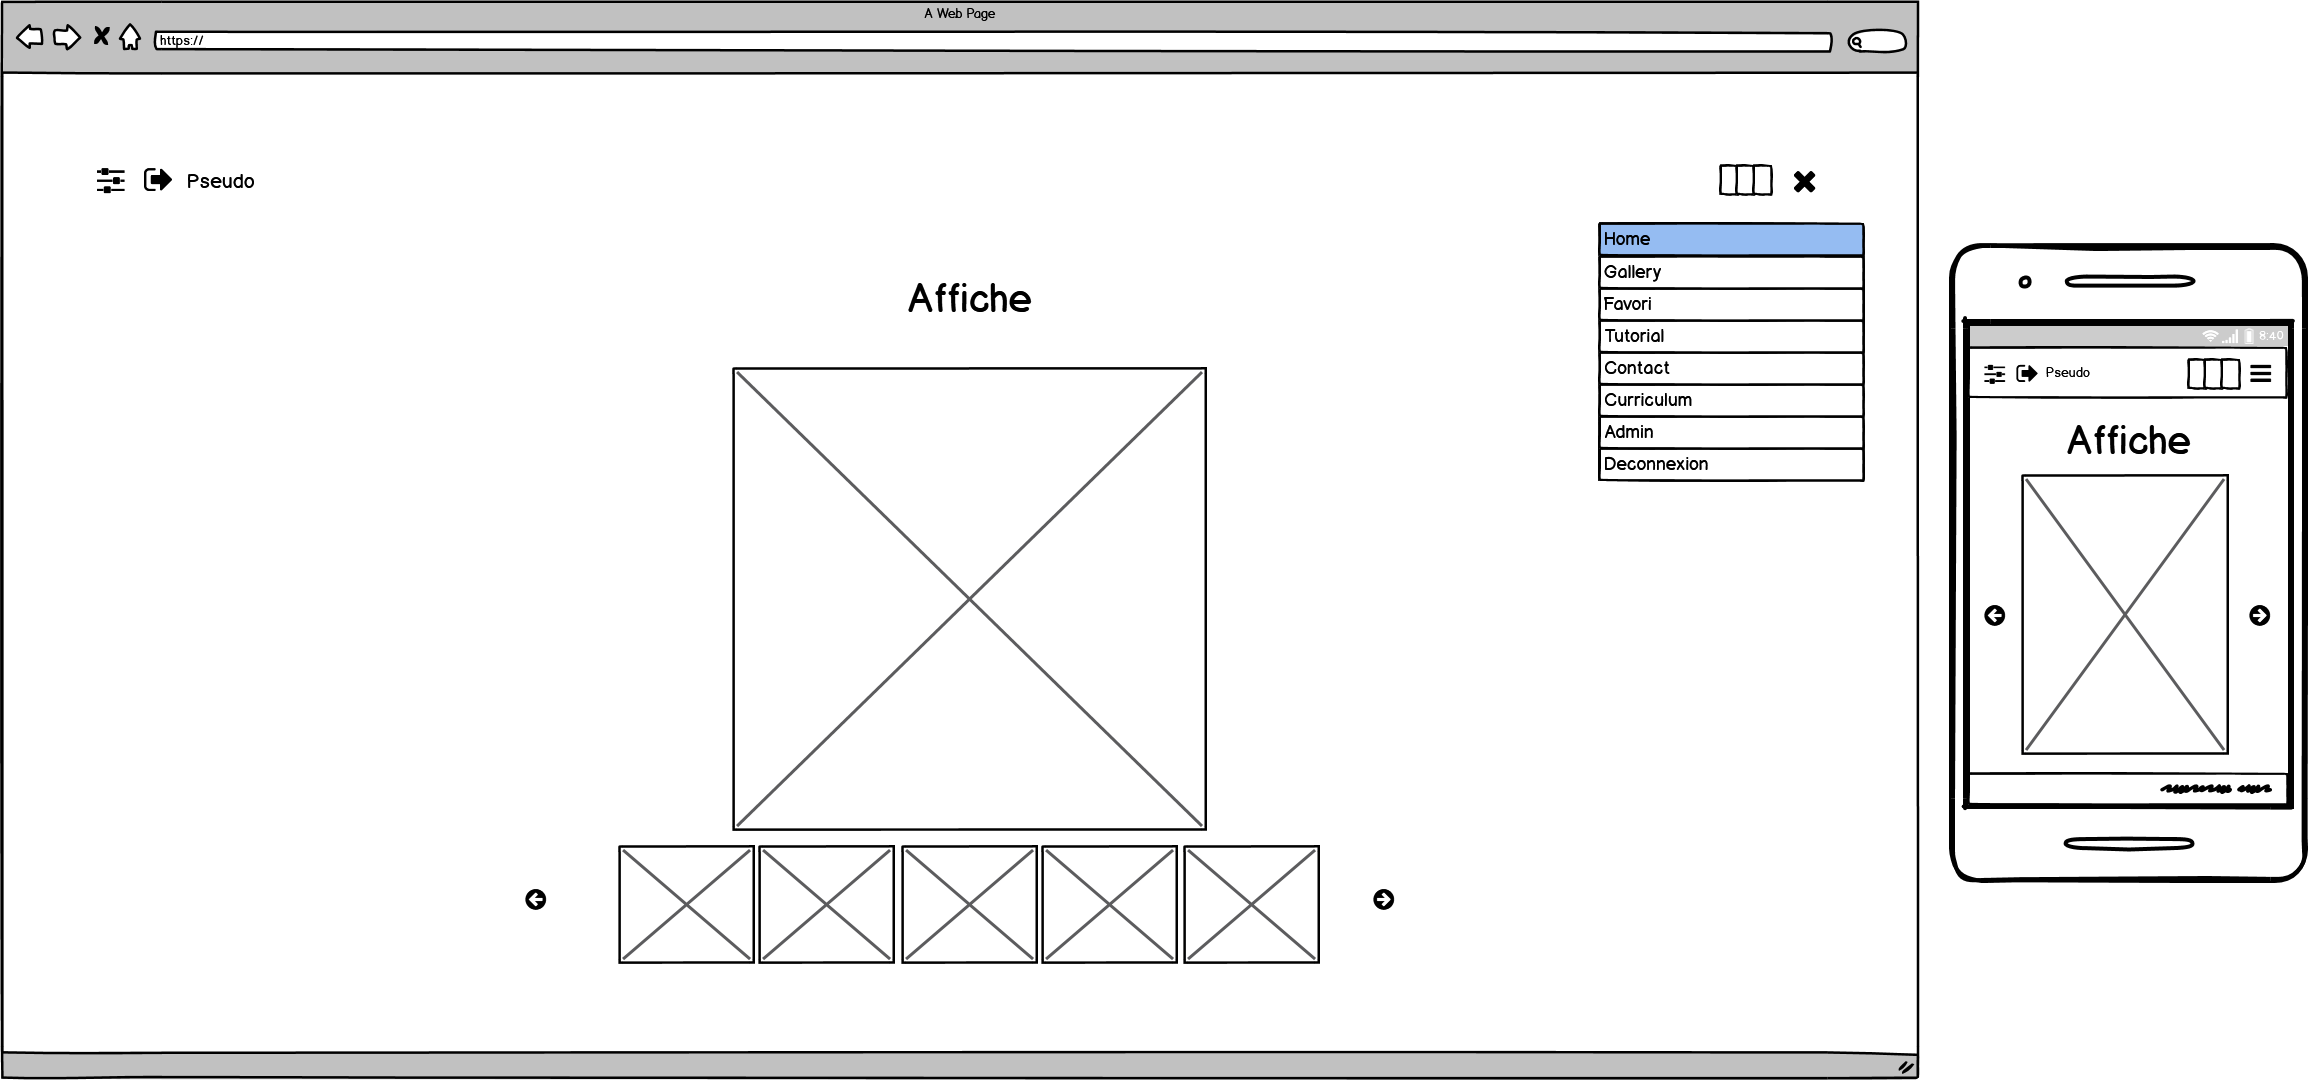 A Web Page
https://
Pseudo
Home
Gallery
Favori
Tutorial
Contact
Curriculum
Admin
Deconnexion
Affiche
8:40
Pseudo
Affiche